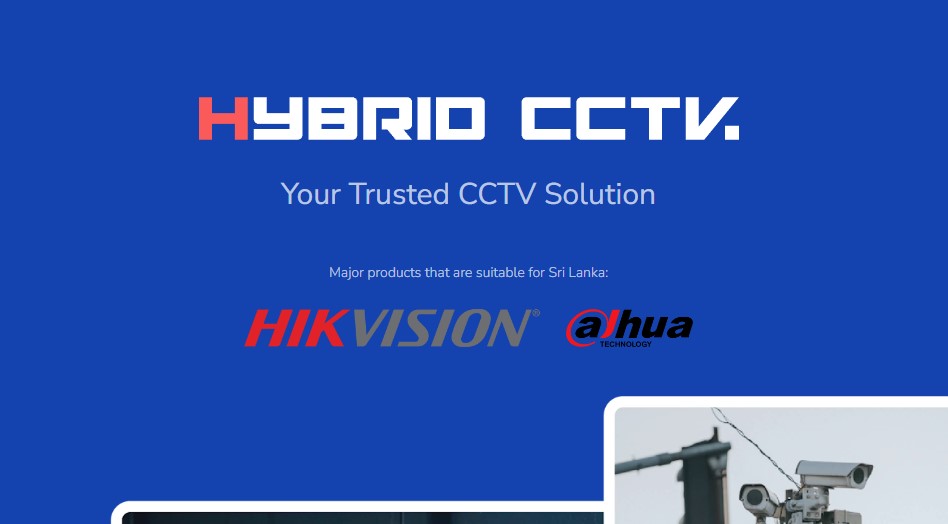 HYBRID CCTV.
Your Trusted CCTV Solution
Major products that are suitable for Sri Lanka:
HIKVISION® alhua
TECHNOLOGY